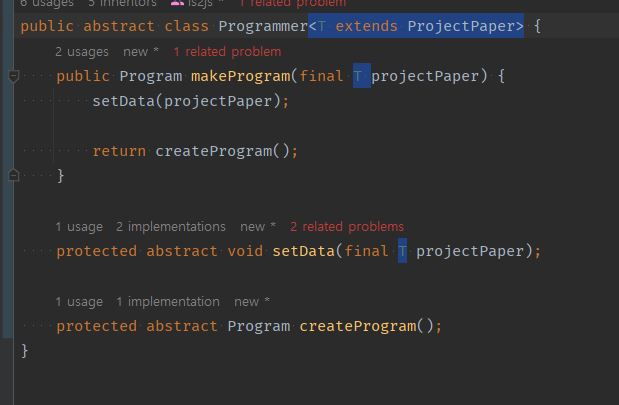 6 usages 5 inheritors is2js * 1 related problem
public abstract class Programmer<T extends ProjectPaper> {
2 usages new * 1 related problem
public Program makeProgram(final T projectPaper) {
setData(projectPaper);
return createProgram();
}
1 usage 2 implementations new * 2 related problems
protected abstract void setData(final T projectPaper);
1 usage 1 implementation new *
protected abstract Program createProgram();
}